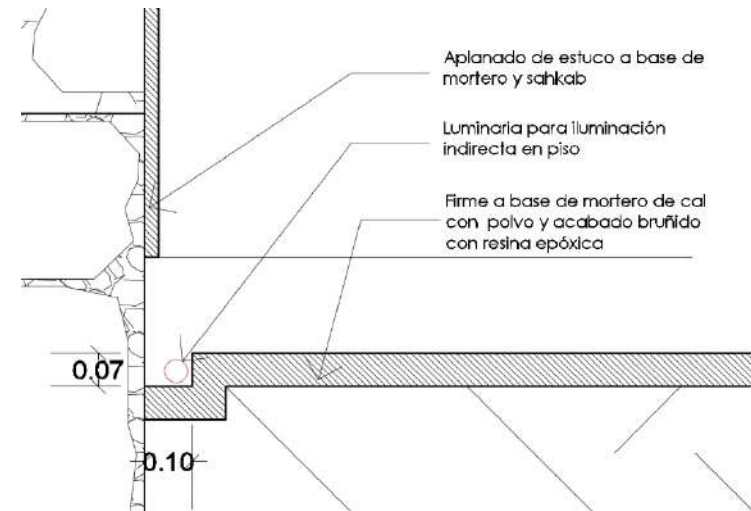 Aplanado de estuco a base de
mortero y sahkab
Luminaria para iluminación
indirecta en piso
Firme a base de mortero de cal
con polvo y acabado bruñido
con resina epóxica
0.07
0.10